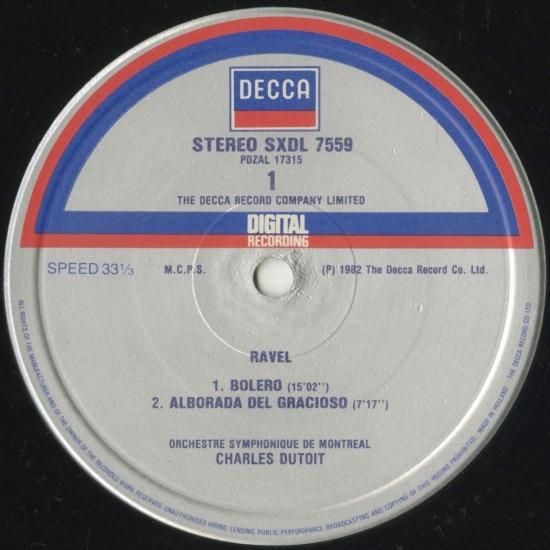 DECCA
STEREO SXDL 7559
PDZAL 17315
1
THE DECCA RECORD COMPANY LIMITED
DIGITAL
RECORDING
SPEED 33⅓
M.C.P.S.
(P) 1982 The Decca Record Co. Ltd.
RAVEL
1. BOLERO (15'02'')
2. ALBORADA DEL GRACIOSO (7'17'')
ORCHESTRE SYMPHONIQUE DE MONTREAL
CHARLES DUTOIT
ALL RIGHTS OF THE MANUFACTURER AND OF THE OWNER OF THE RECORDED WORK RESERVED. UNAUTHORISED HIRING, LENDING, PUBLIC PERFORMANCE, BROADCASTING AND COPYING OF THIS RECORD PROHIBITED. MADE IN HOLLAND THE DECCA RECORD CO LTD